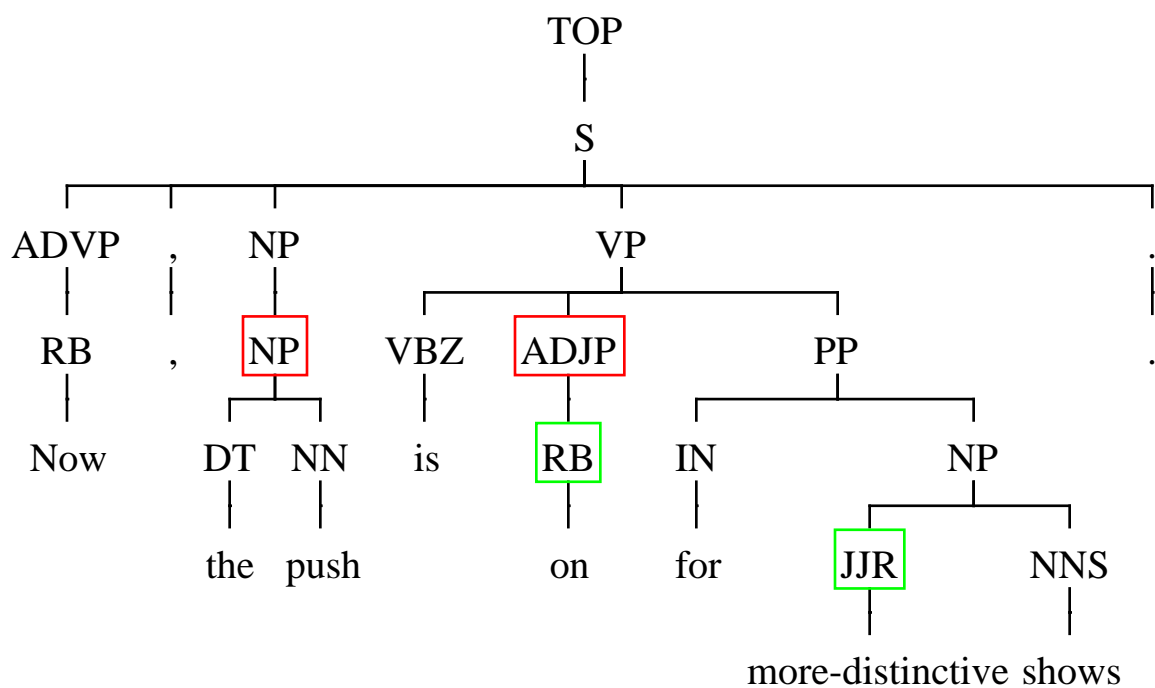 TOP
S
ADVP , NP VP .
RB , NP VBZ ADJP PP .
Now DT NN is RB IN NP
the push on for JJR NNS
more-distinctive shows